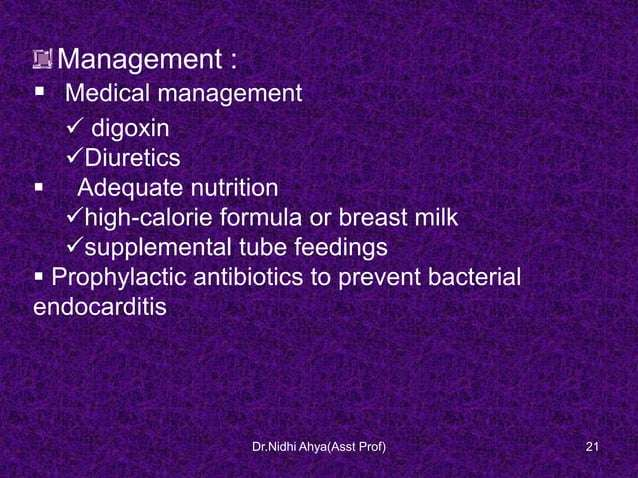 Management :
▪ Medical management
✓ digoxin
✓Diuretics
▪ Adequate nutrition
✓high-calorie formula or breast milk
✓supplemental tube feedings
▪ Prophylactic antibiotics to prevent bacterial
endocarditis
Dr.Nidhi Ahya(Asst Prof) 21